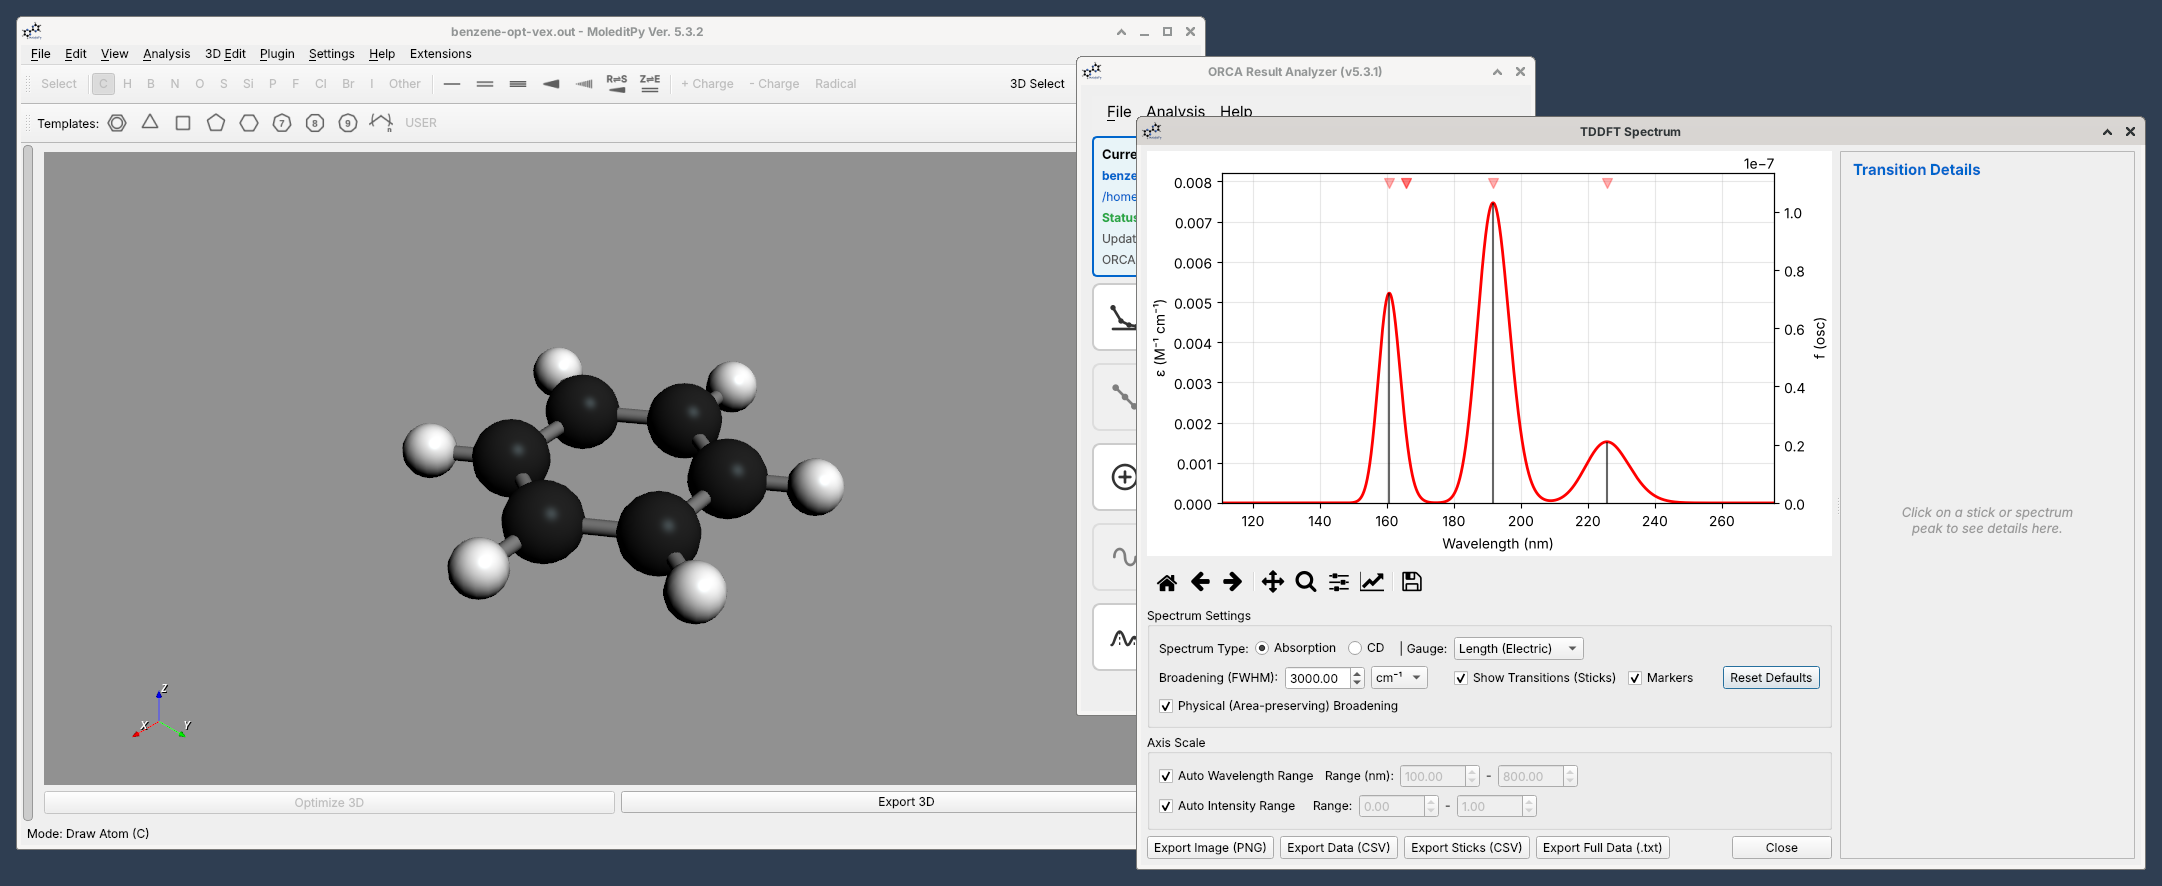 benzene-opt-vex.out - MoleditPy Ver. 5.3.2
File Edit View Analysis 3D Edit Plugin Settings Help Extensions
Select C H B N O S Si P F Cl Br I Other R⇌S Z⇌E + Charge - Charge Radical 3D Select
Templates: 7 8 9 n USER
Z
X Y
Optimize 3D Export 3D
Mode: Draw Atom (C)
ORCA Result Analyzer (v5.3.1)
File Analysis Help
Curre
benze
/home
Status
Updat
ORCA
TDDFT Spectrum
1e−7
0.008
0.007
0.006
0.005
0.004
0.003
0.002
0.001
0.000
ε (M⁻¹ cm⁻¹)
1.0
0.8
0.6
0.4
0.2
0.0
f (osc)
120 140 160 180 200 220 240 260
Wavelength (nm)
Spectrum Settings
Spectrum Type: Absorption CD | Gauge: Length (Electric)
Broadening (FWHM): 3000.00 cm⁻¹ Show Transitions (Sticks) Markers Reset Defaults
Physical (Area-preserving) Broadening
Axis Scale
Auto Wavelength Range Range (nm): 100.00 - 800.00
Auto Intensity Range Range: 0.00 - 1.00
Export Image (PNG) Export Data (CSV) Export Sticks (CSV) Export Full Data (.txt) Close
Transition Details
Click on a stick or spectrum
peak to see details here.